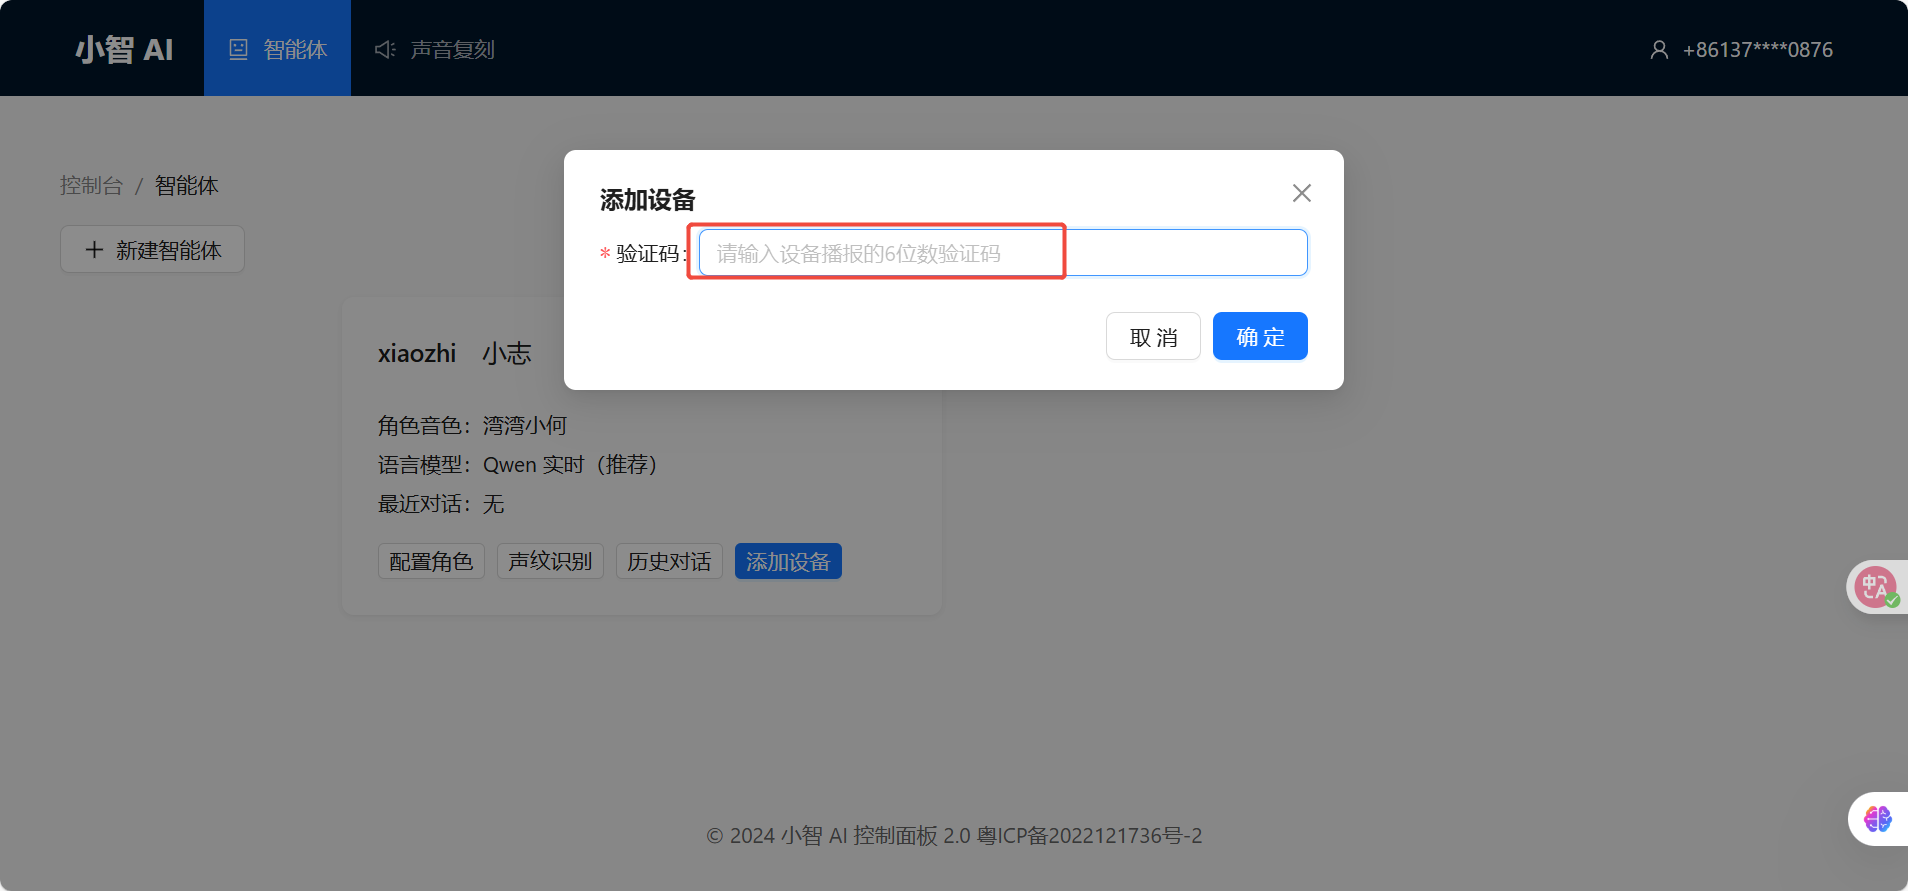 小智 AI
智能体
声音复刻
+86137****0876
控制台 / 智能体
+ 新建智能体
添加设备
* 验证码:
请输入设备播报的6位数验证码
取 消
确 定
xiaozhi 小志
角色音色：湾湾小何
语言模型：Qwen 实时（推荐）
最近对话：无
配置角色
声纹识别
历史对话
添加设备
中A
© 2024 小智 AI 控制面板 2.0 粤ICP备2022121736号-2